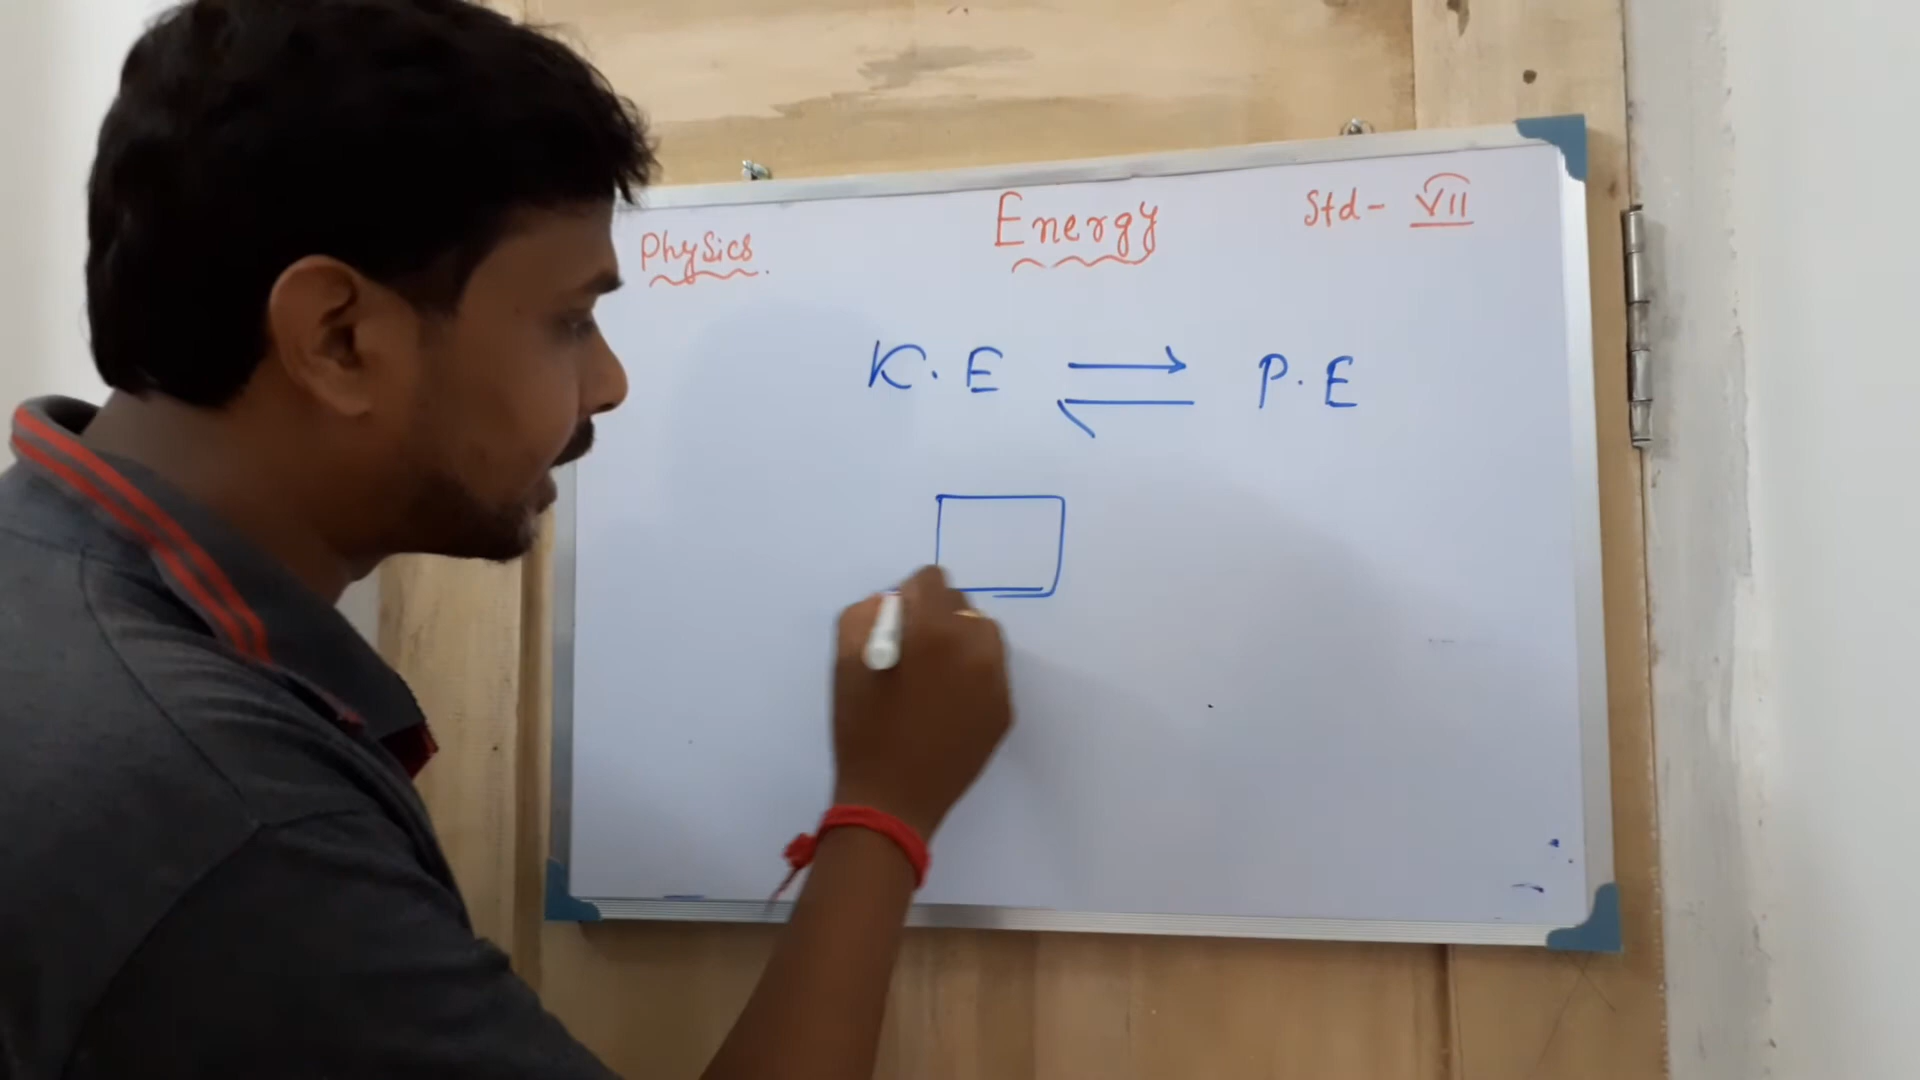 Physics.
Energy
Std- VII
K.E ⇌ P.E